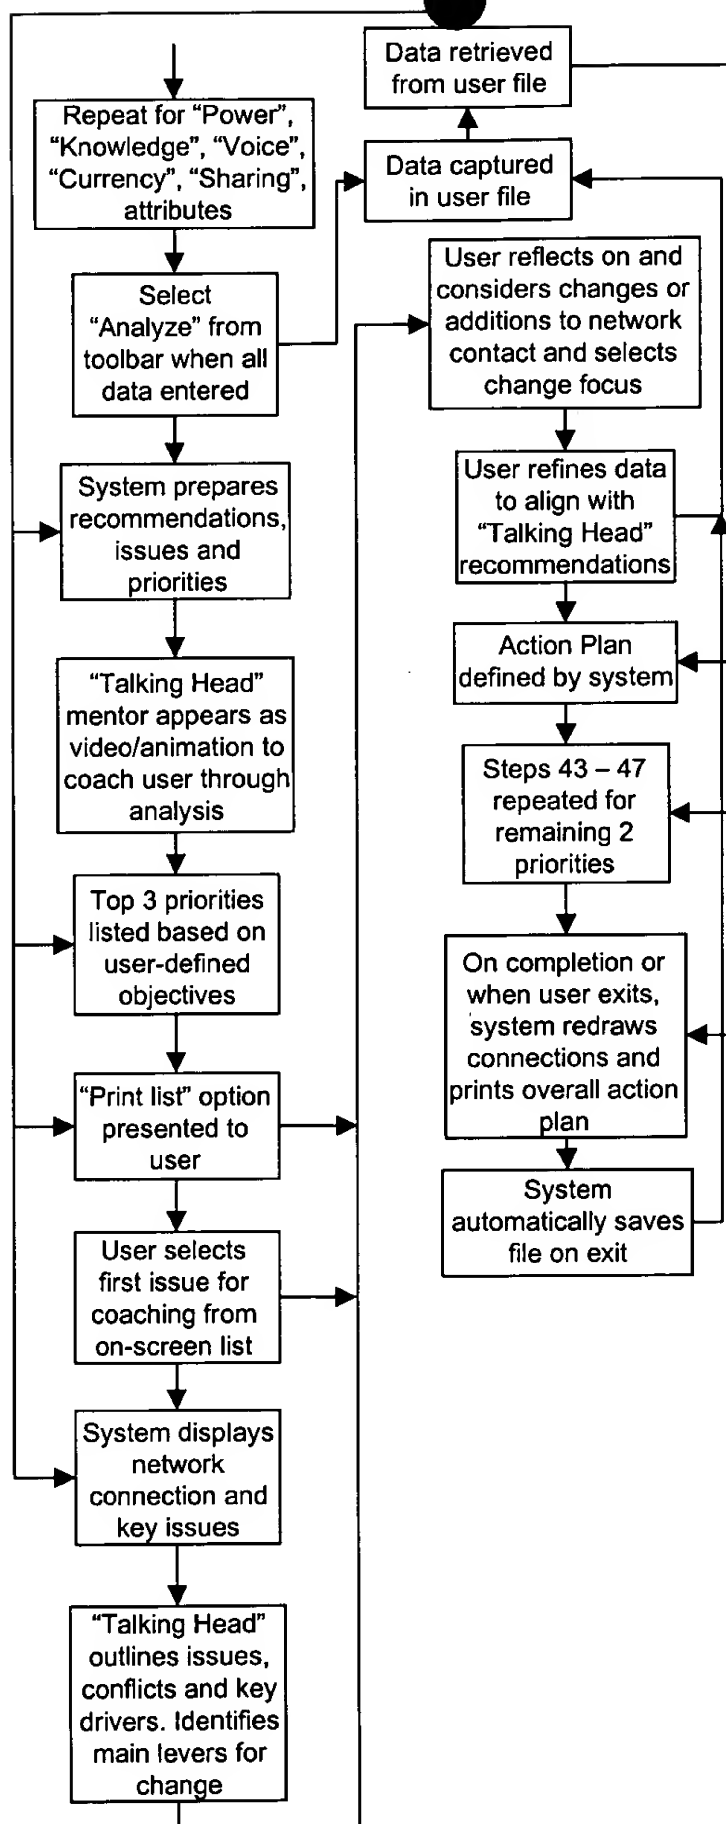 Repeat for “Power”,
“Knowledge”, “Voice”,
“Currency”, “Sharing”,
attributes
Select
“Analyze” from
toolbar when all
data entered
System prepares
recommendations,
issues and
priorities
“Talking Head”
mentor appears as
video/animation to
coach user through
analysis
Top 3 priorities
listed based on
user-defined
objectives
“Print list” option
presented to
user
User selects
first issue for
coaching from
on-screen list
System displays
network
connection and
key issues
“Talking Head”
outlines issues,
conflicts and key
drivers. Identifies
main levers for
change
Data retrieved
from user file
Data captured
in user file
User reflects on and
considers changes or
additions to network
contact and selects
change focus
User refines data
to align with
“Talking Head”
recommendations
Action Plan
defined by system
Steps 43 – 47
repeated for
remaining 2
priorities
On completion or
when user exits,
system redraws
connections and
prints overall action
plan
System
automatically saves
file on exit